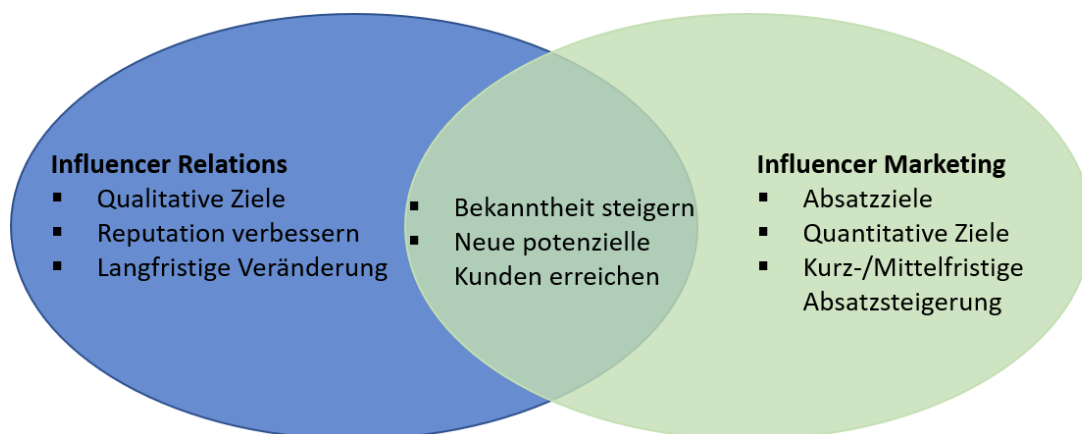 Influencer Relations
▪ Qualitative Ziele
▪ Reputation verbessern
▪ Langfristige Veränderung
▪ Bekanntheit steigern
▪ Neue potenzielle
Kunden erreichen
Influencer Marketing
▪ Absatzziele
▪ Quantitative Ziele
▪ Kurz-/Mittelfristige
Absatzsteigerung